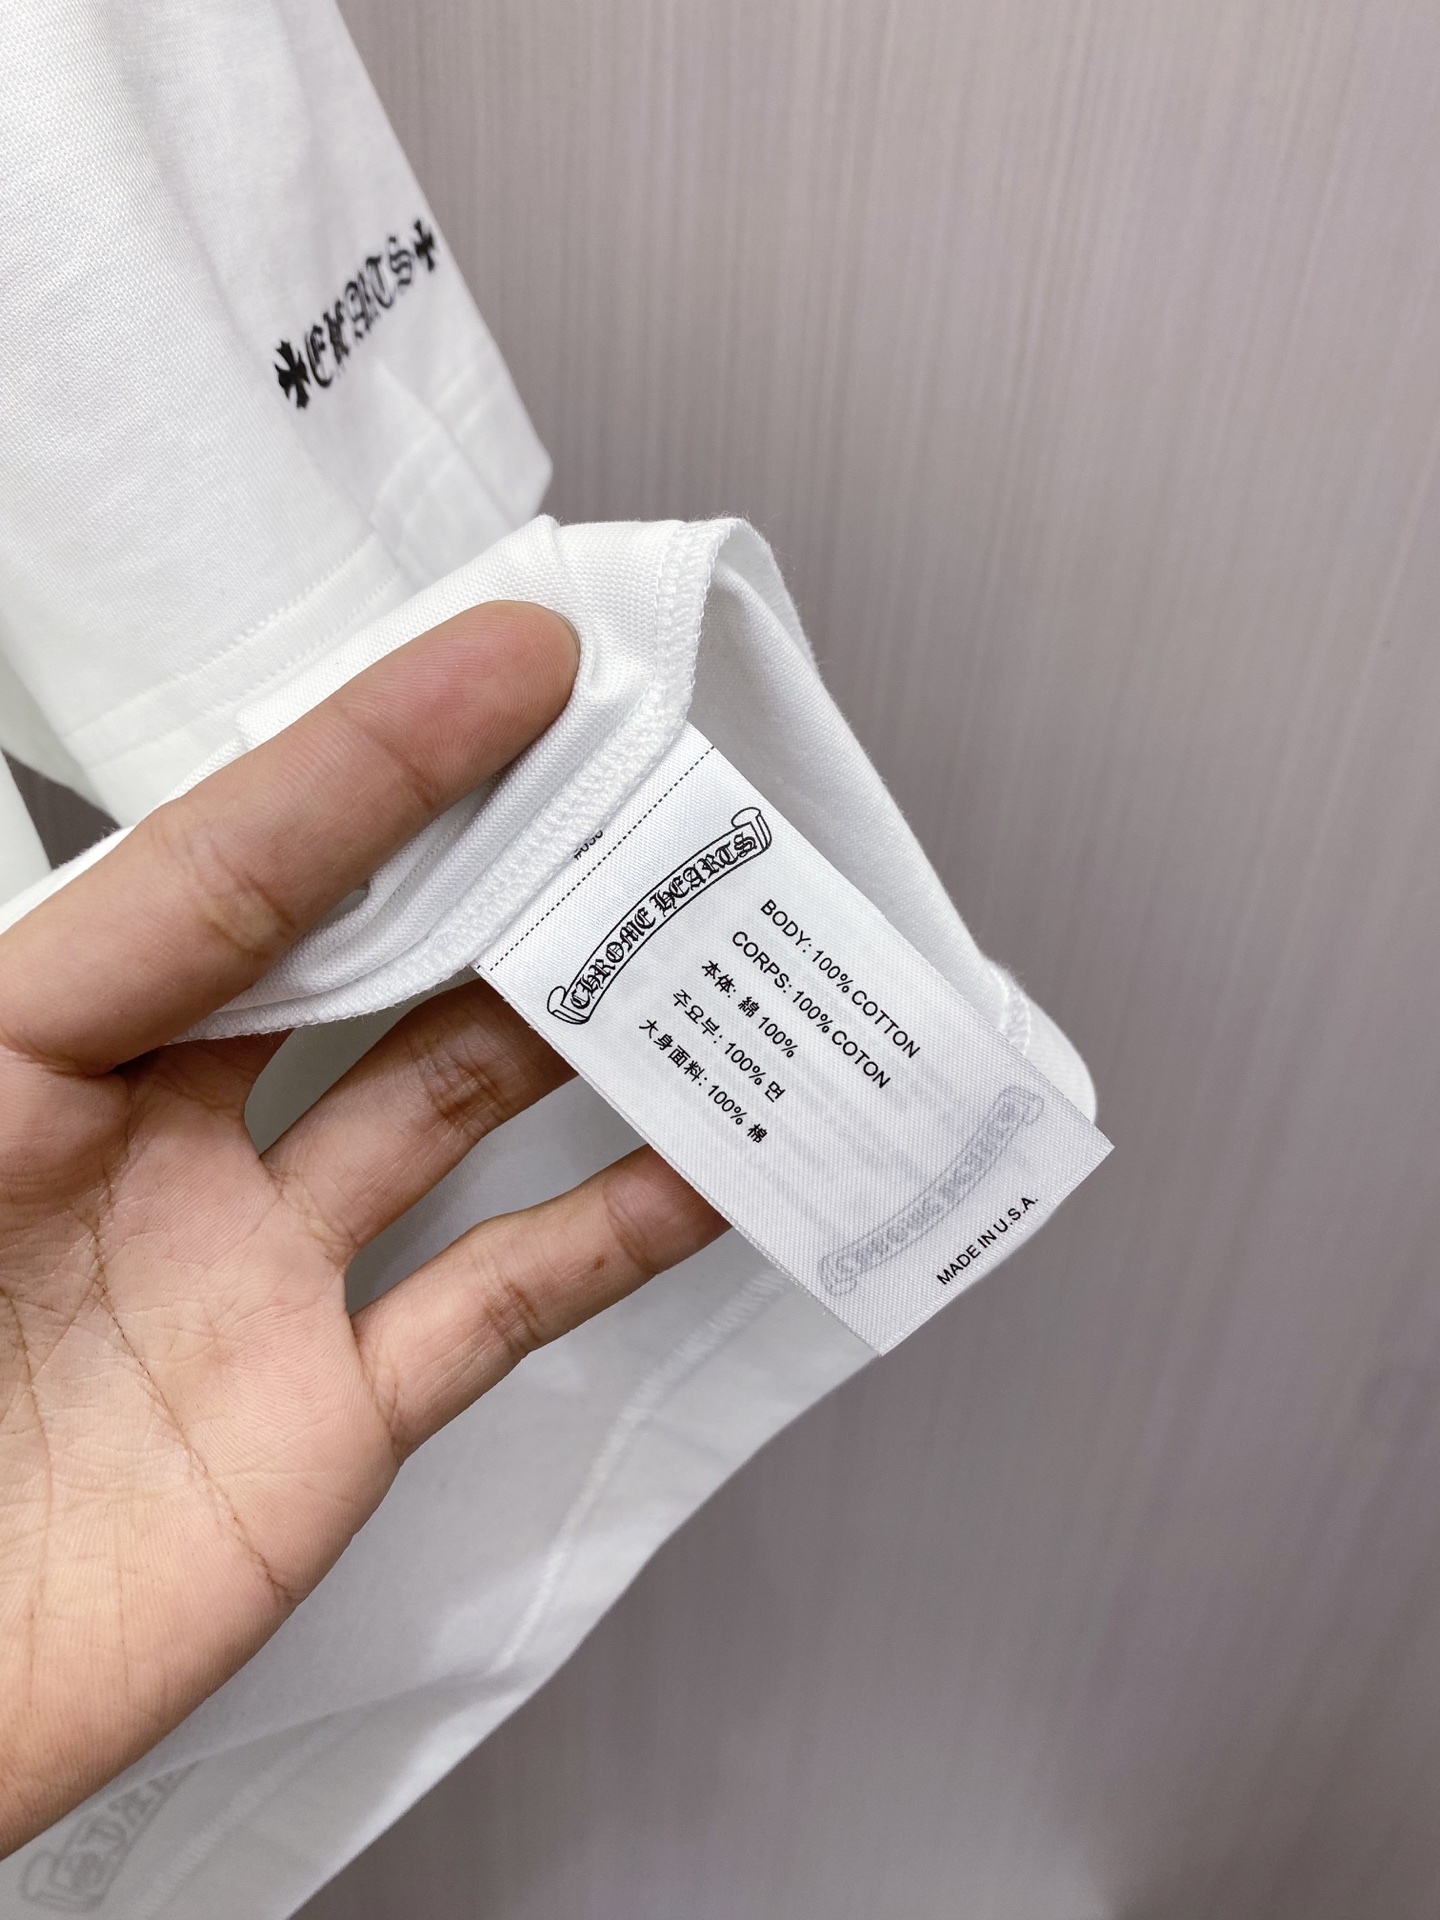 #Q30
CHROME HEARTS
BODY: 100% COTTON
CORPS: 100% COTON
本体: 綿 100%
주요부: 100% 면
大身面料: 100% 棉
MADE IN U.S.A.